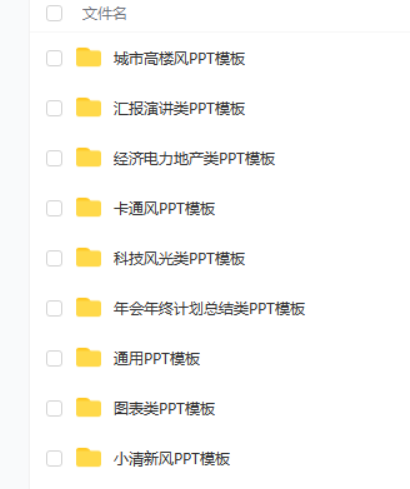 文件名
城市高楼风PPT模板
汇报演讲类PPT模板
经济电力地产类PPT模板
卡通风PPT模板
科技风光类PPT模板
年会年终计划总结类PPT模板
通用PPT模板
图表类PPT模板
小清新风PPT模板